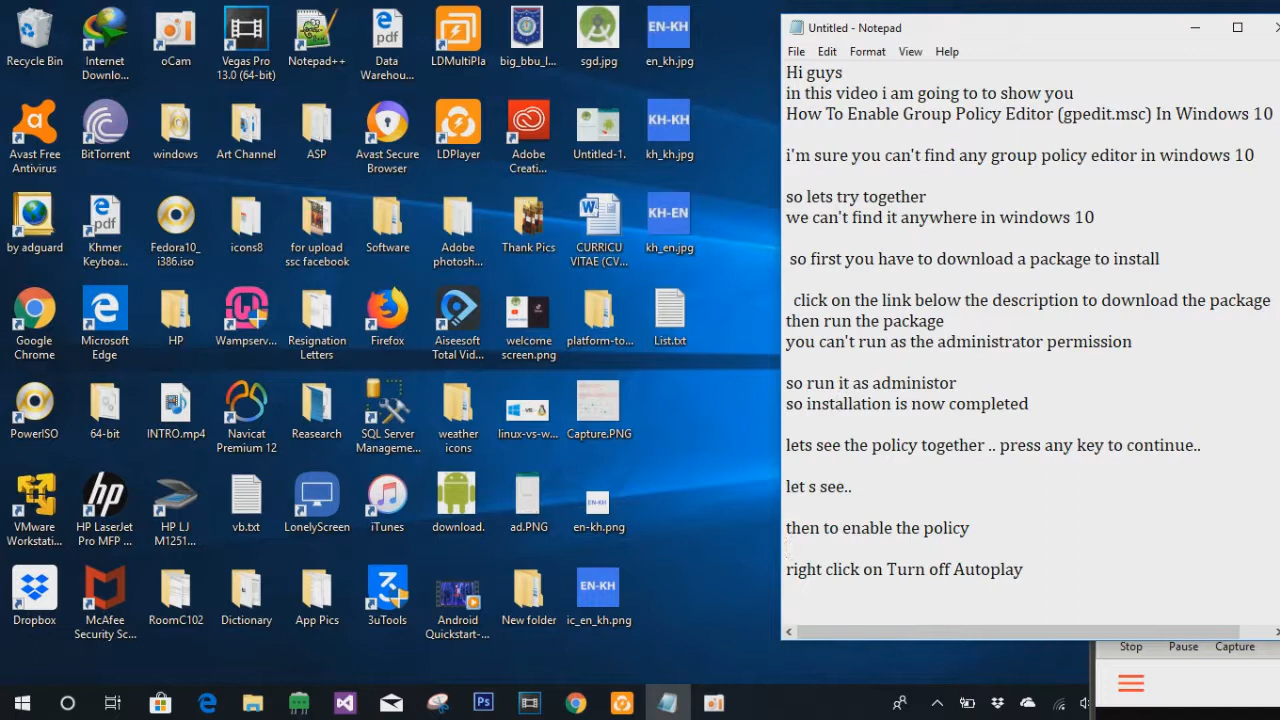 Recycle Bin
Internet Downlo...
oCam
Vegas Pro 13.0 (64-bit)
Notepad++
Data Warehou...
LDMultiPla
big_bbu_l...
sgd.jpg
EN-KH
en_kh.jpg
Avast Free Antivirus
BitTorrent
windows
Art Channel
ASP
Avast Secure Browser
LDPlayer
Adobe Creati...
Untitled-1.
KH-KH
kh_kh.jpg
by adguard
Khmer Keyboa...
Fedora10_i386.iso
icons8
for upload ssc facebook
Software
Adobe photosh...
Thank Pics
CURRICU VITAE (CV...
KH-EN
kh_en.jpg
Google Chrome
Microsoft Edge
HP
Wampserv...
Resignation Letters
Firefox
Aiseesoft Total Vid...
welcome screen.png
platform-to...
List.txt
PowerISO
64-bit
INTRO.mp4
Navicat Premium 12
Reasearch
SQL Server Manageme...
weather icons
linux-vs-w...
Capture.PNG
VMware Workstati...
HP LaserJet Pro MFP ...
HP LJ M1251...
vb.txt
LonelyScreen
iTunes
download.
ad.PNG
EN-KH
en-kh.png
Dropbox
McAfee Security Sc...
RoomC102
Dictionary
App Pics
3uTools
Android Quickstart-...
New folder
EN-KH
ic_en_kh.png
Untitled - Notepad
File Edit Format View Help
Hi guys
in this video i am going to to show you
How To Enable Group Policy Editor (gpedit.msc) In Windows 10
i'm sure you can't find any group policy editor in windows 10
so lets try together
we can't find it anywhere in windows 10
so first you have to download a package to install
click on the link below the description to download the package
then run the package
you can't run as the administrator permission
so run it as administor
so installation is now completed
lets see the policy together .. press any key to continue..
let s see..
then to enable the policy
right click on Turn off Autoplay
Stop Pause Capture